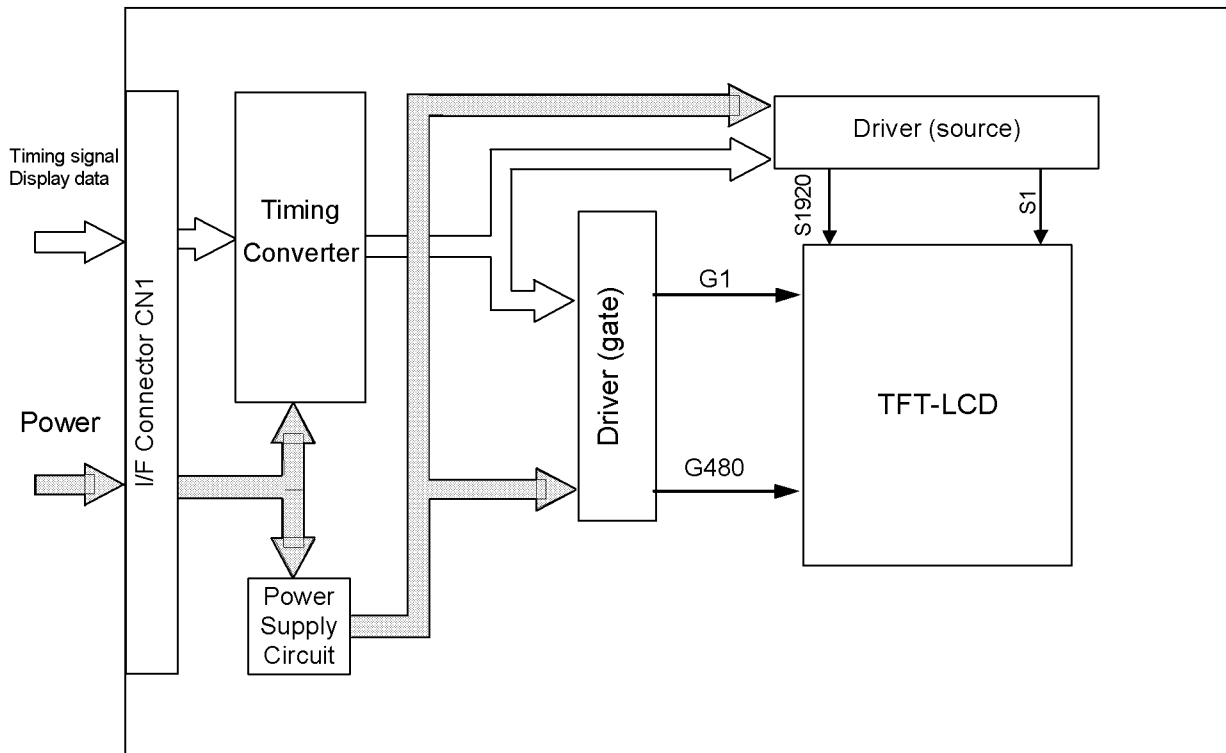 Timing signal
Display data
Power
I/F Connector CN1
Timing
Converter
Power
Supply
Circuit
Driver (source)
S1920
S1
Driver (gate)
G1
G480
TFT-LCD